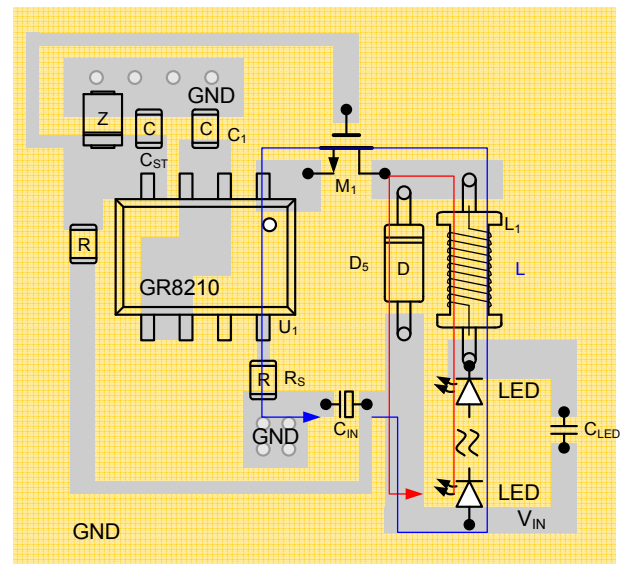 GND
Z
C
C
C1
CST
M1
R
L1
D5
D
L
GR8210
U1
R
RS
LED
CIN
CLED
GND
LED
VIN
GND